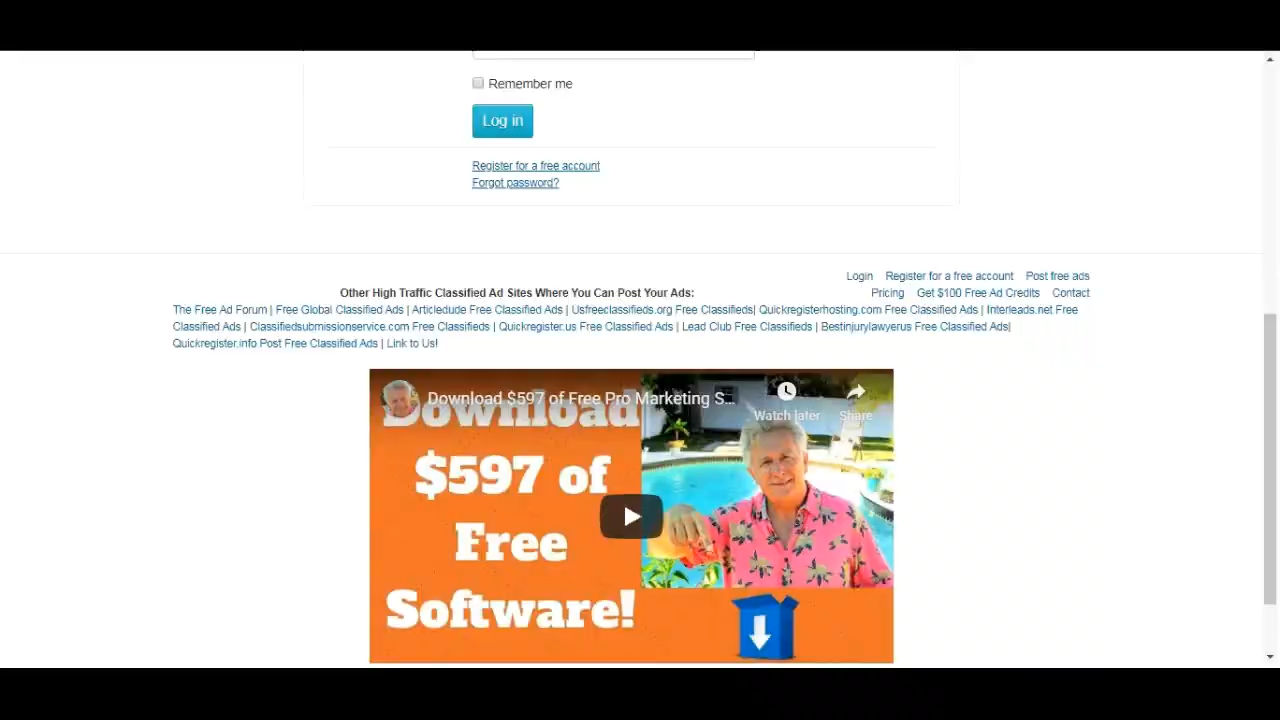 Remember me
Log in
Register for a free account
Forgot password?
Login Register for a free account Post free ads
Other High Traffic Classified Ad Sites Where You Can Post Your Ads:
Pricing Get $100 Free Ad Credits Contact
The Free Ad Forum | Free Global Classified Ads | Articledude Free Classified Ads | Usfreeclassifieds.org Free Classifieds| Quickregisterhosting.com Free Classified Ads | Interleads.net Free
Classified Ads | Classifiedsubmissionservice.com Free Classifieds | Quickregister.us Free Classified Ads | Lead Club Free Classifieds | Bestinjurylawyerus Free Classified Ads|
Quickregister.info Post Free Classified Ads | Link to Us!
Download $597 of Free Pro Marketing S...
Watch later Share
Download
$597 of
Free
Software!